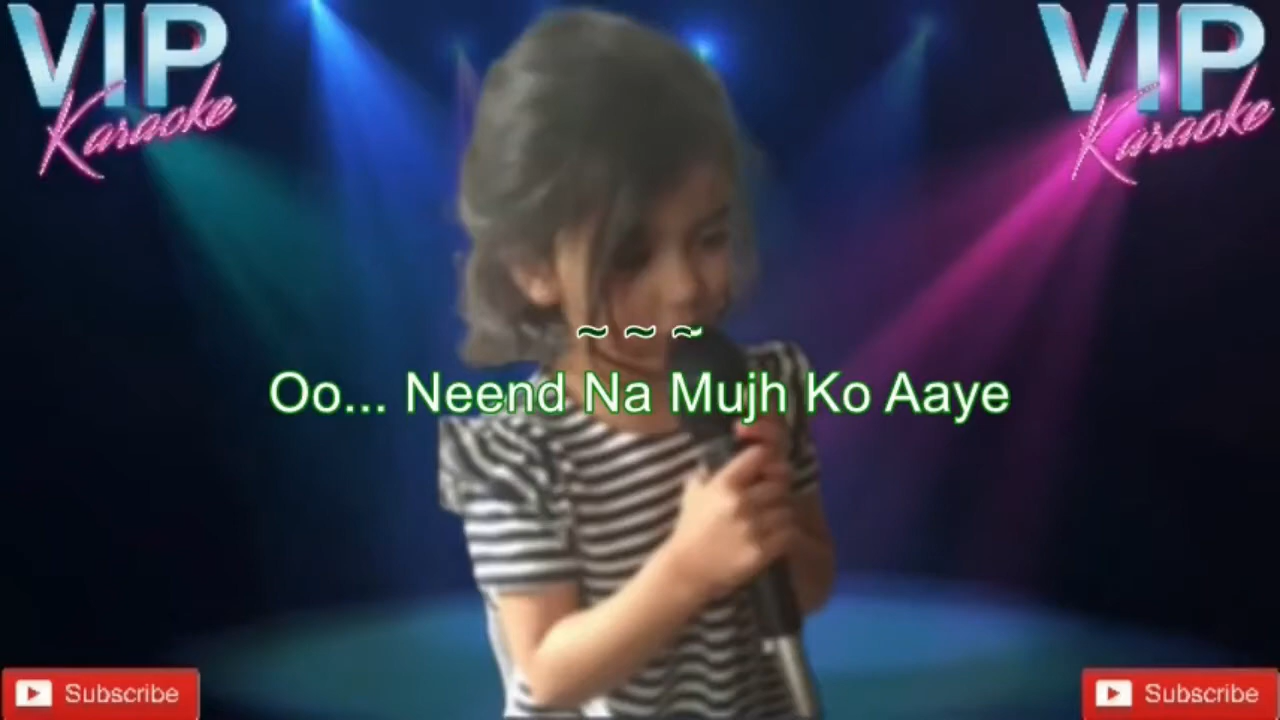 VIP
Karaoke
VIP
Karaoke
~ ~ ~
Oo... Neend Na Mujh Ko Aaye
Subscribe
Subscribe